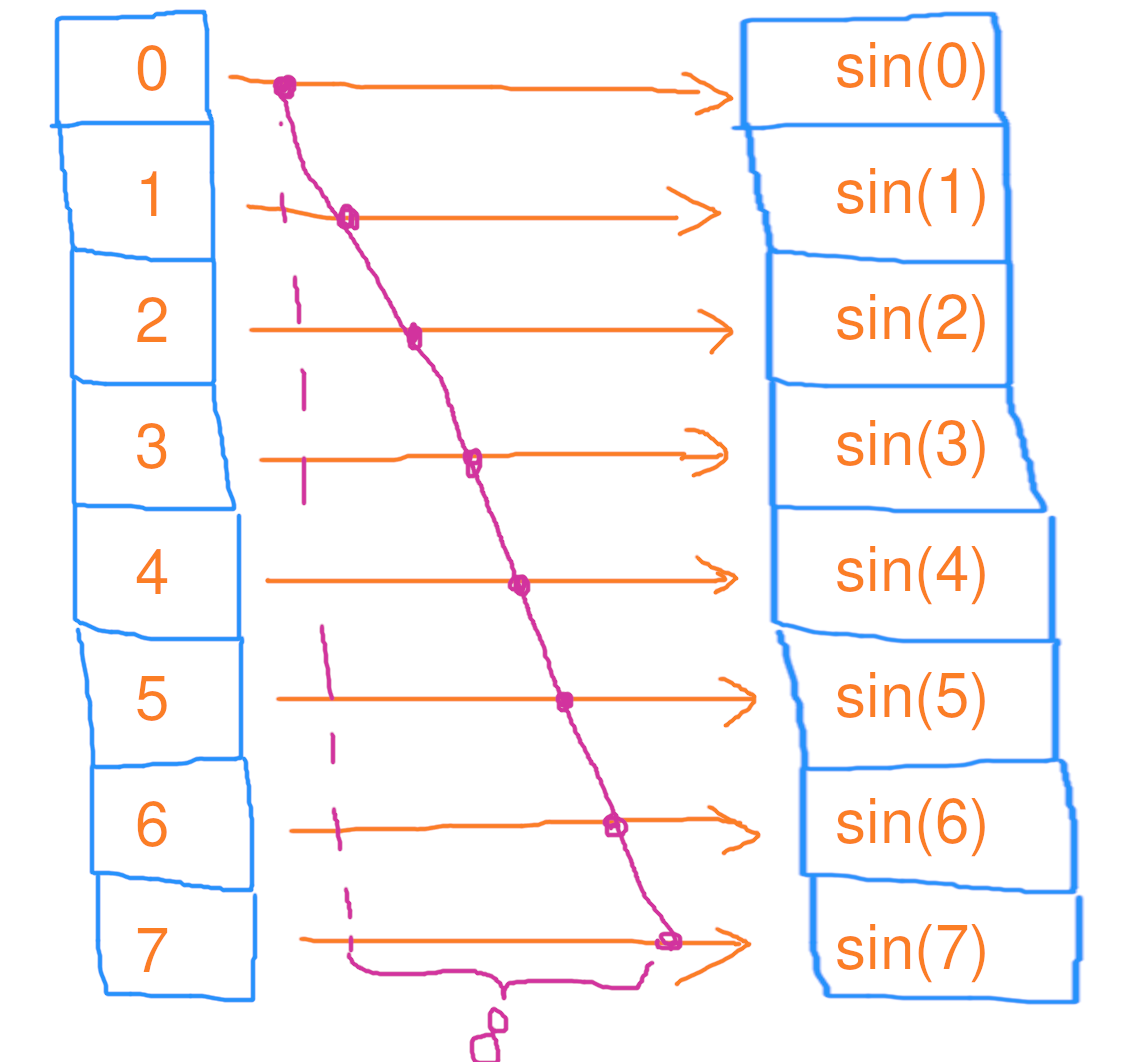 0 sin(0)
1 sin(1)
2 sin(2)
3 sin(3)
4 sin(4)
5 sin(5)
6 sin(6)
7 sin(7)
8